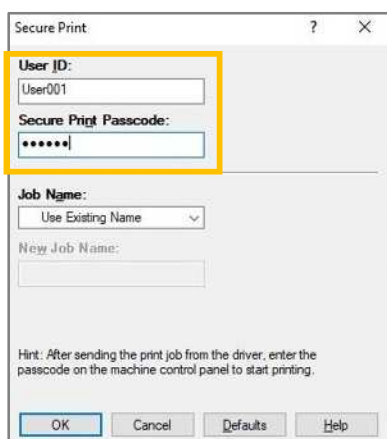 Secure Print
User ID:
User001
Secure Print Passcode:
••••••
Job Name:
Use Existing Name
New Job Name:
Hint: After sending the print job from the driver, enter the
passcode on the machine control panel to start printing.
OK Cancel Defaults Help